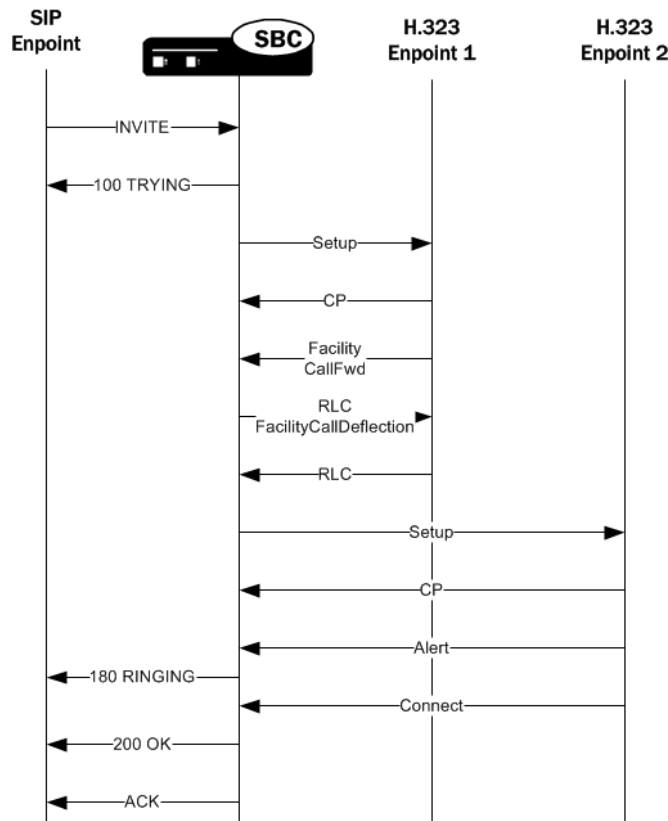 SIP
Enpoint
SBC
H.323
Enpoint 1
H.323
Enpoint 2
INVITE
100 TRYING
Setup
CP
Facility
CallFwd
RLC
FacilityCallDeflection
RLC
Setup
CP
Alert
180 RINGING
Connect
200 OK
ACK